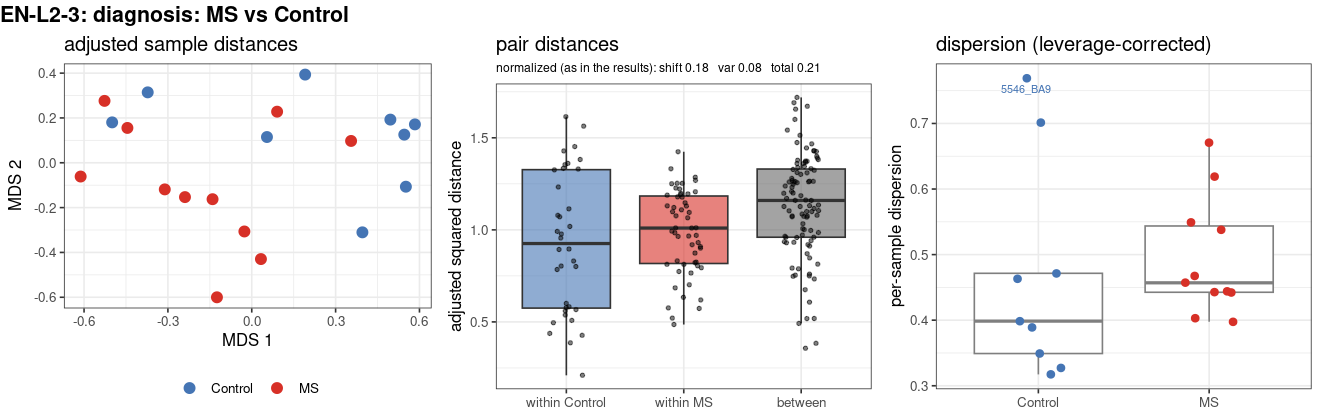 EN-L2-3: diagnosis: MS vs Control
adjusted sample distances
MDS 2
0.4
0.2
0.0
-0.2
-0.4
-0.6
-0.6
-0.3
0.0
0.3
0.6
MDS 1
Control
MS
pair distances
normalized (as in the results): shift 0.18 var 0.08 total 0.21
adjusted squared distance
1.5
1.0
0.5
within Control
within MS
between
dispersion (leverage-corrected)
per-sample dispersion
0.7
0.6
0.5
0.4
0.3
5546_BA9
Control
MS